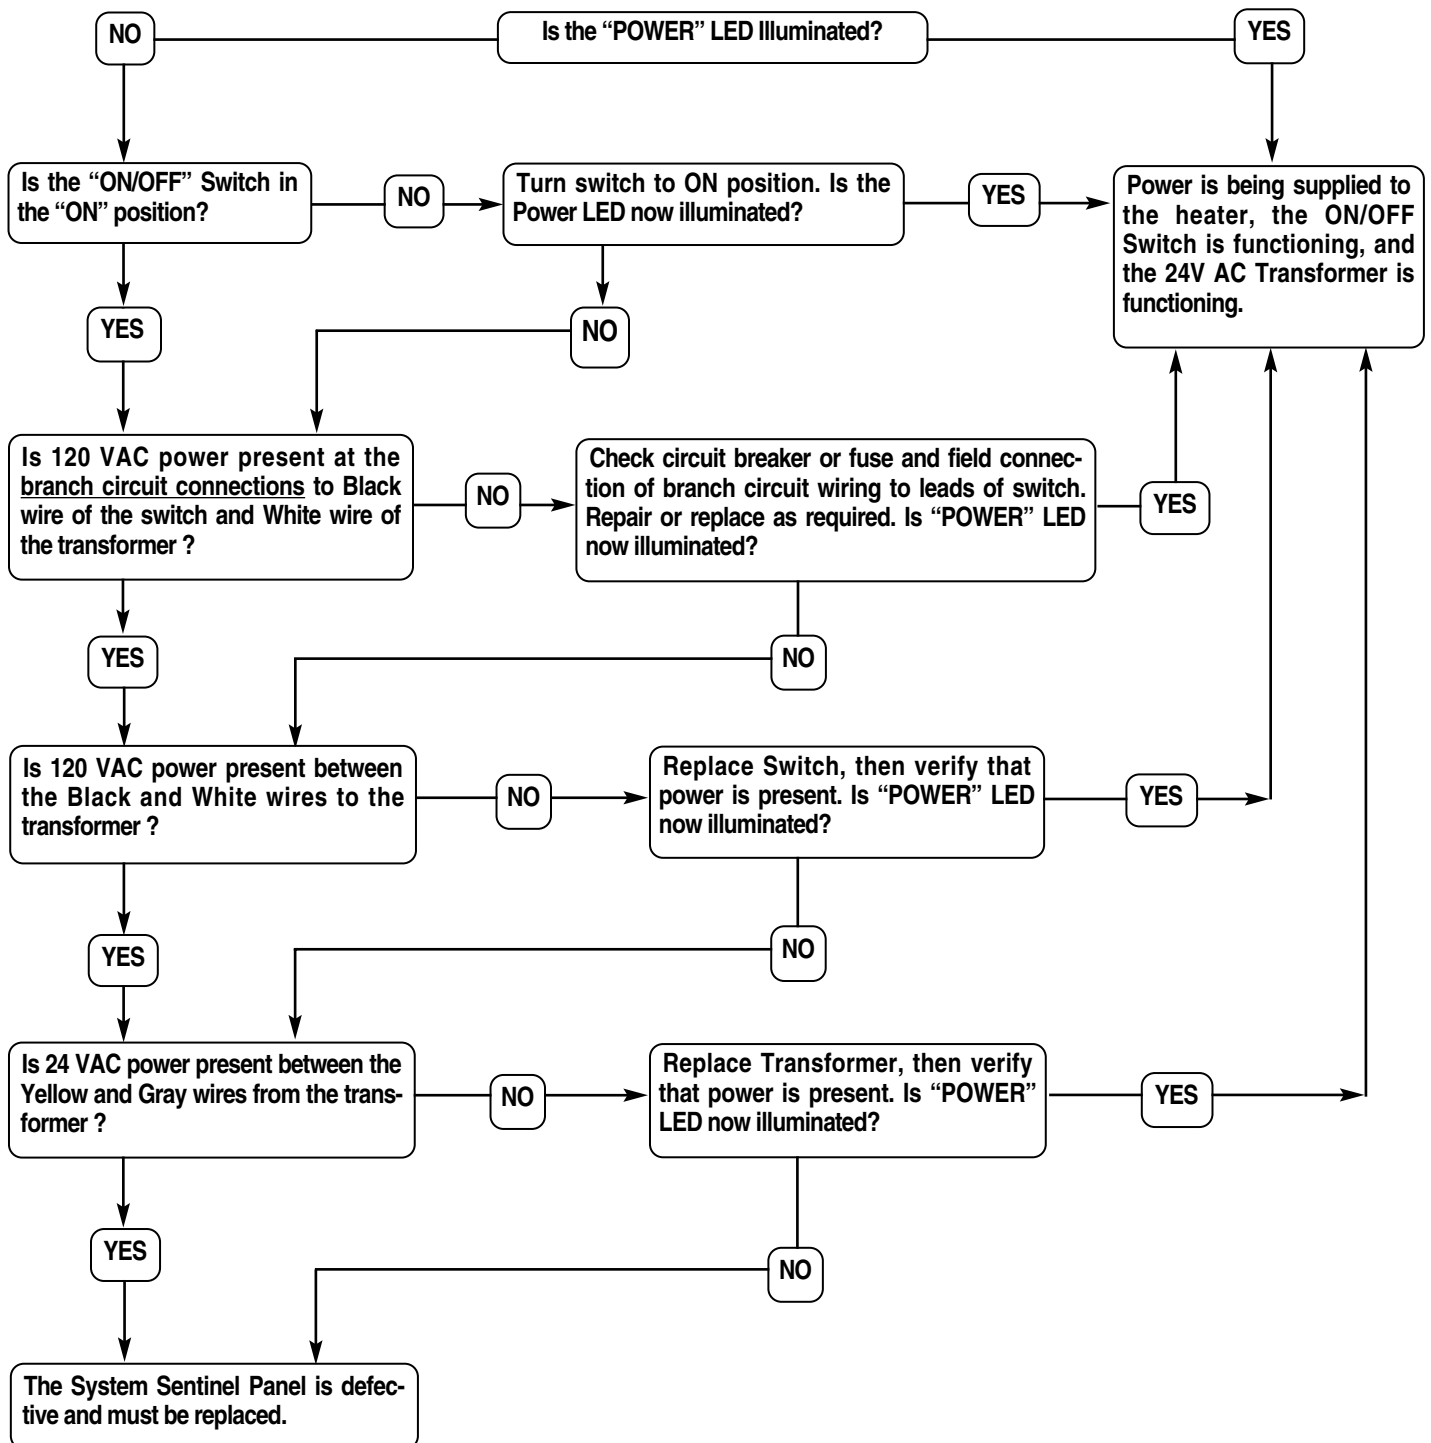 NO
Is the “POWER” LED Illuminated?
YES
Is the “ON/OFF” Switch in
the “ON” position?
NO
Turn switch to ON position. Is the
Power LED now illuminated?
YES
Power is being supplied to
the heater, the ON/OFF
Switch is functioning, and
the 24V AC Transformer is
functioning.
YES
NO
Is 120 VAC power present at the
branch circuit connections to Black
wire of the switch and White wire of
the transformer ?
NO
Check circuit breaker or fuse and field connec-
tion of branch circuit wiring to leads of switch.
Repair or replace as required. Is “POWER” LED
now illuminated?
YES
YES
NO
Is 120 VAC power present between
the Black and White wires to the
transformer ?
NO
Replace Switch, then verify that
power is present. Is “POWER” LED
now illuminated?
YES
YES
NO
Is 24 VAC power present between the
Yellow and Gray wires from the trans-
former ?
NO
Replace Transformer, then verify
that power is present. Is “POWER”
LED now illuminated?
YES
YES
NO
The System Sentinel Panel is defec-
tive and must be replaced.